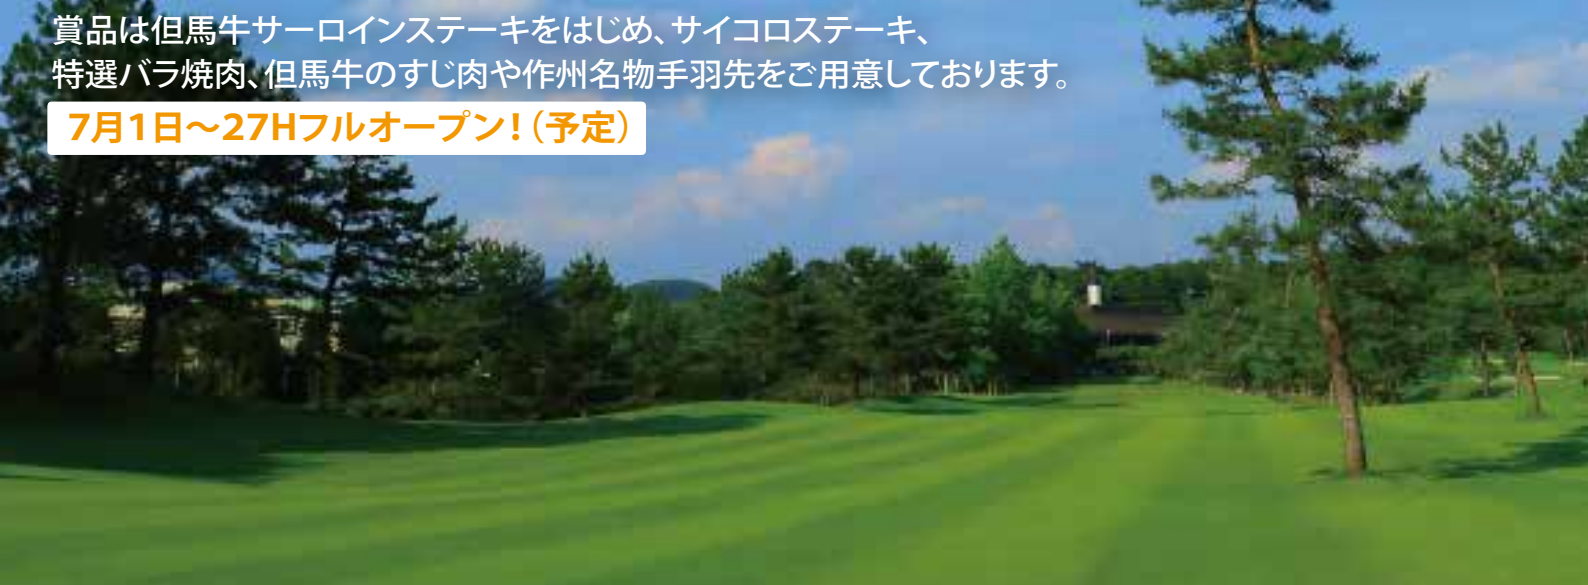 賞品は但馬牛サーロインステーキをはじめ、サイコロステーキ、
特選バラ焼肉、但馬牛のすじ肉や作州名物手羽先をご用意しております。
7月1日～27Hフルオープン！（予定）